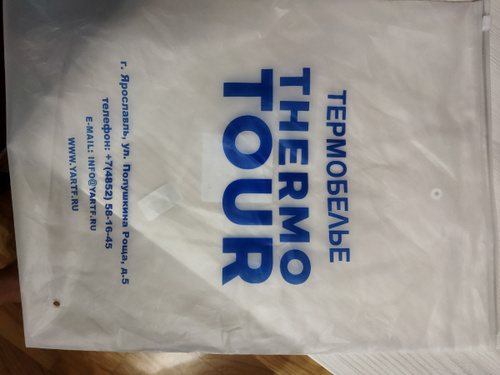 ТЕРМОБЕЛЬЕ
THERMO
TOUR
г. Ярославль, ул. Полушкина Роща, д.5
телефон: +7(4852) 58-16-45
E-MAIL: INFO@YARTF.RU
WWW.YARTF.RU